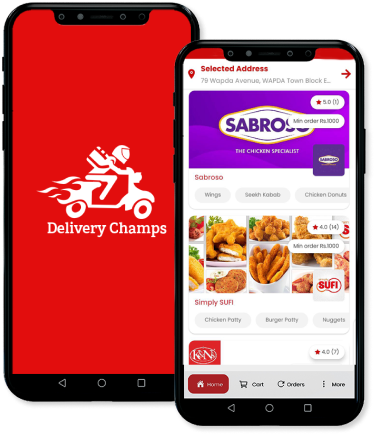 Delivery Champs
Selected Address
79 Wapda Avenue, WAPDA Town Block E...
5.0 (1)
Min order Rs.1000
SABROSO
THE CHICKEN SPECIALIST
SABROSO
Sabroso
Wings
Seekh Kabab
Chicken Donuts
4.0 (14)
Min order Rs.1000
SUFI
Simply SUFI
Chicken Patty
Burger Patty
Nuggets
K&N's
4.0 (7)
Home
Cart
Orders
More